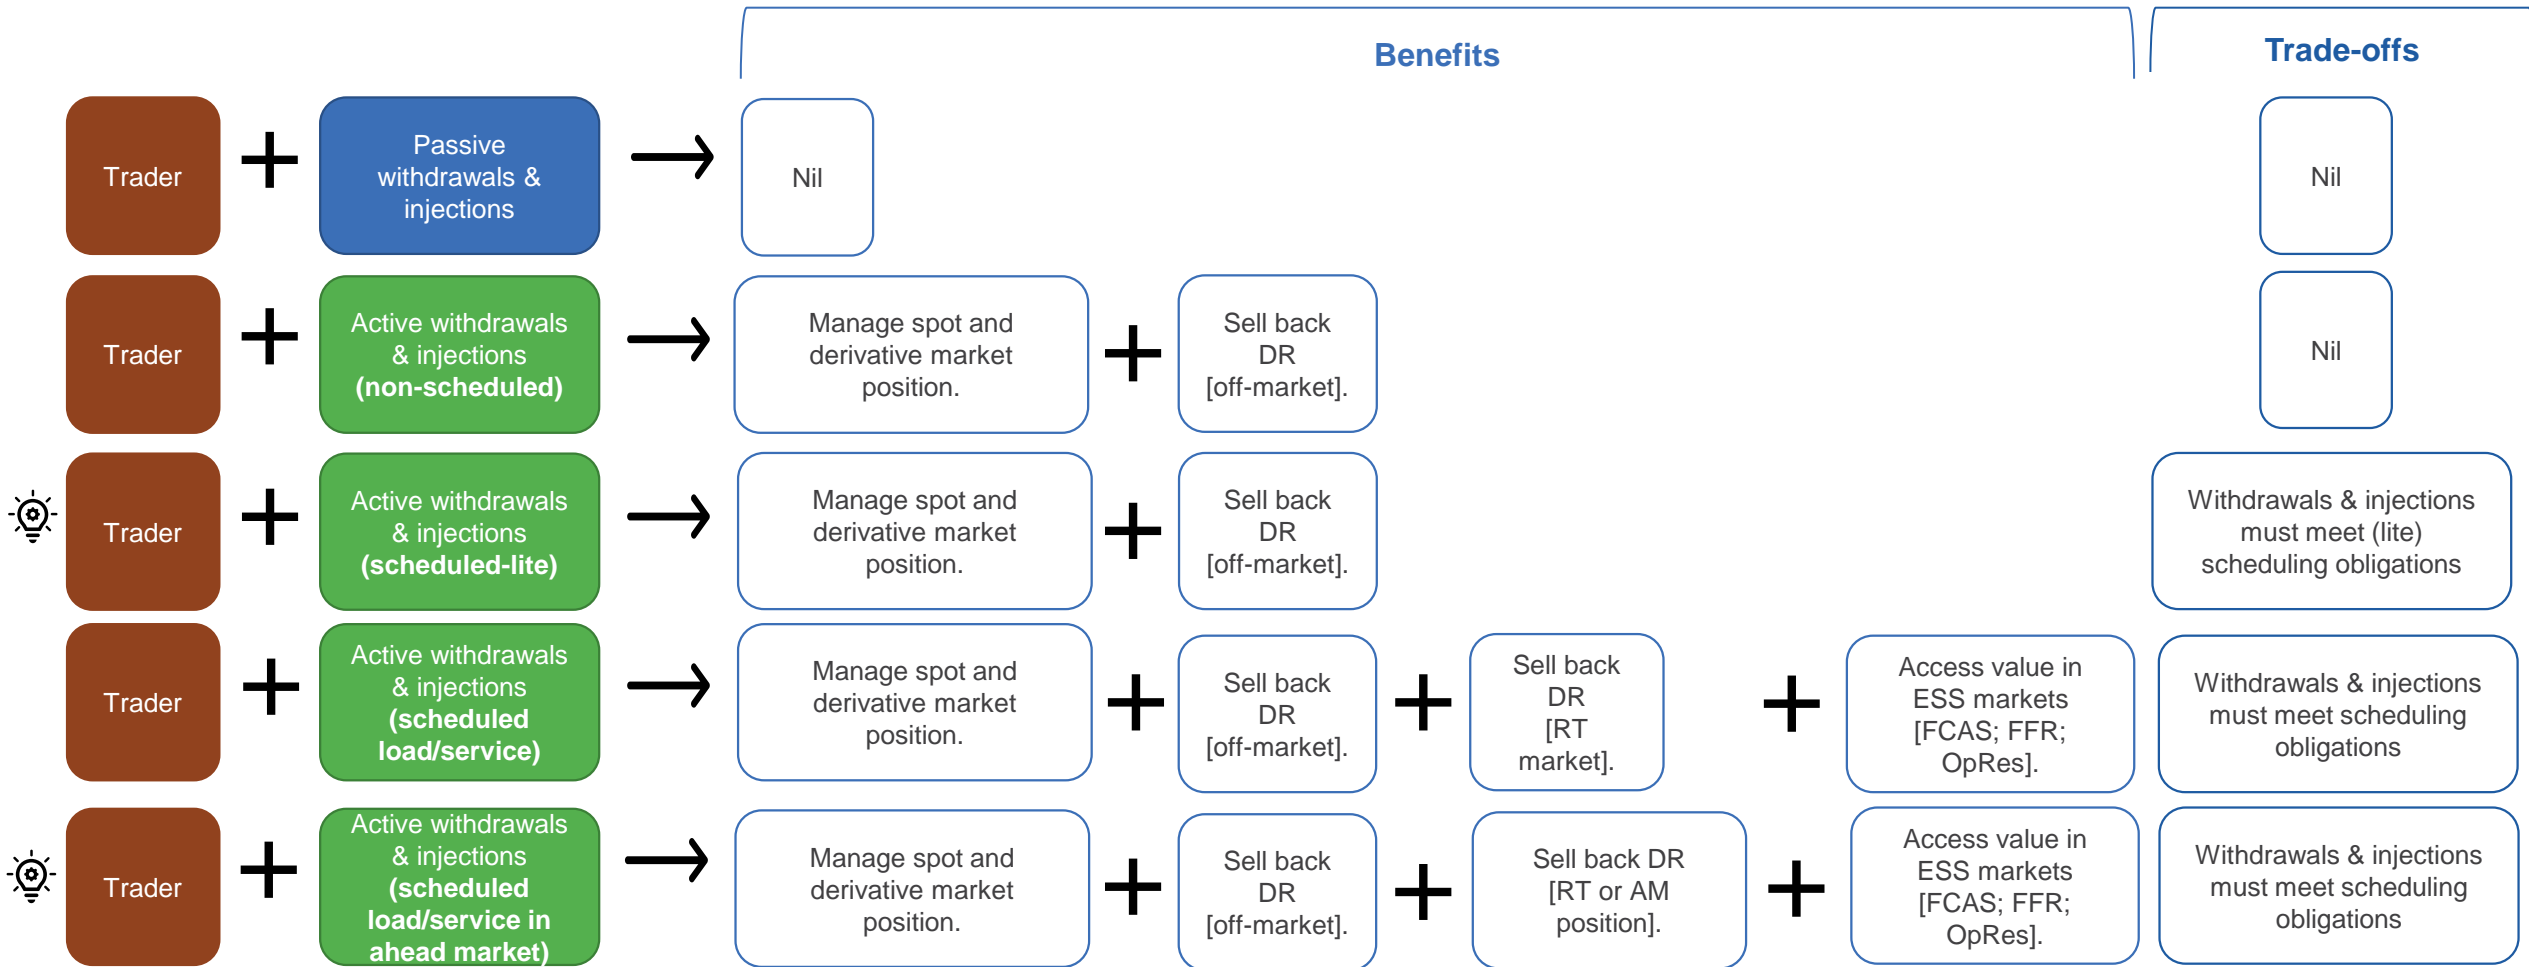 Benefits
Trade-offs
Trader
Passive
withdrawals &
injections
Nil
Nil
Trader
Active withdrawals
& injections
(non-scheduled)
Manage spot and
derivative market
position.
Sell back
DR
[off-market].
Nil
Trader
Active withdrawals
& injections
(scheduled-lite)
Manage spot and
derivative market
position.
Sell back
DR
[off-market].
Withdrawals & injections
must meet (lite)
scheduling obligations
Trader
Active withdrawals
& injections
(scheduled
load/service)
Manage spot and
derivative market
position.
Sell back
DR
[off-market].
Sell back
DR
[RT
market].
Access value in
ESS markets
[FCAS; FFR;
OpRes].
Withdrawals & injections
must meet scheduling
obligations
Trader
Active withdrawals
& injections
(scheduled
load/service in
ahead market)
Manage spot and
derivative market
position.
Sell back
DR
[off-market].
Sell back DR
[RT or AM
position].
Access value in
ESS markets
[FCAS; FFR;
OpRes].
Withdrawals & injections
must meet scheduling
obligations